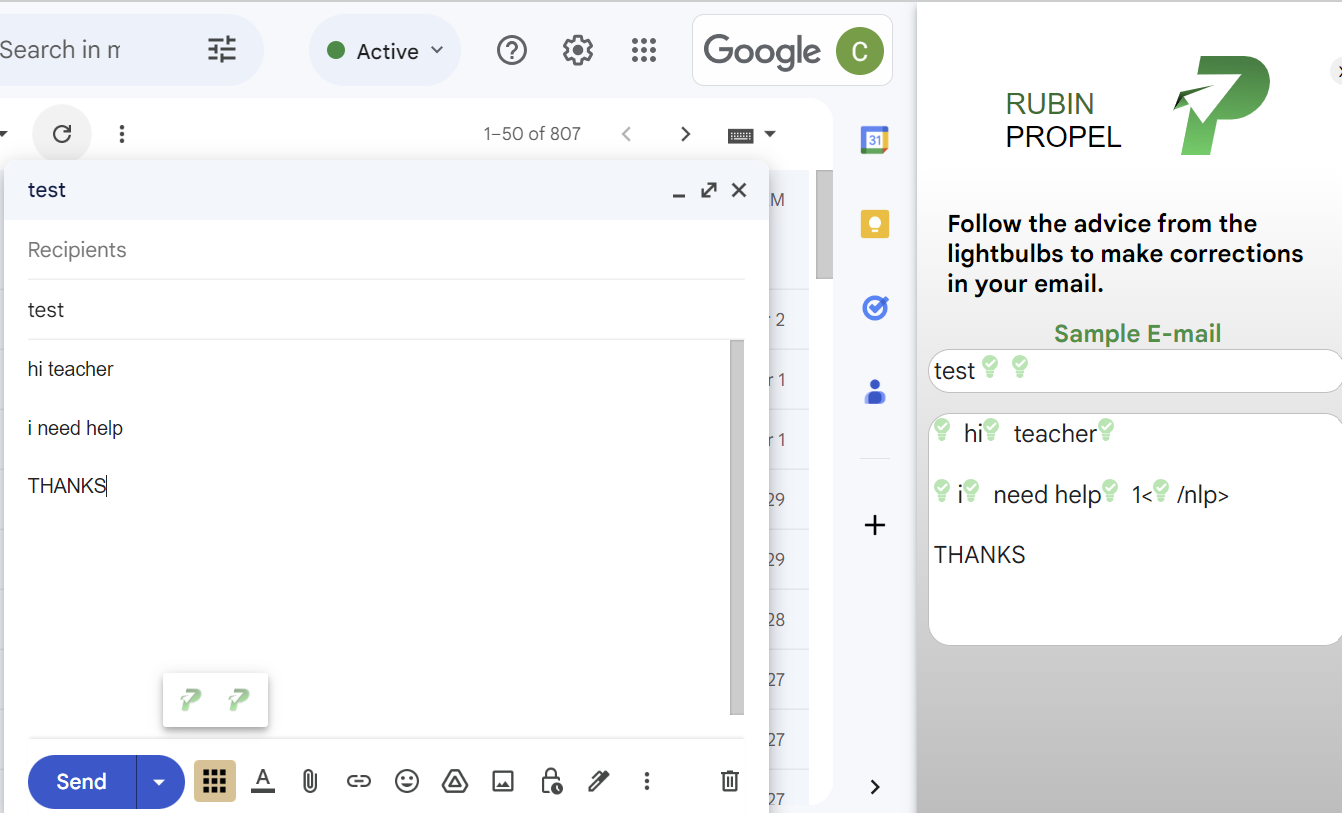 Search in m
Active
Google
C
1–50 of 807
test
Recipients
test
hi teacher
i need help
THANKS
Send
A
M
2
1
1
29
29
28
27
27
27
31
RUBIN
PROPEL
Follow the advice from the
lightbulbs to make corrections
in your email.
Sample E-mail
test
hi teacher
i need help 1< /nlp>
THANKS